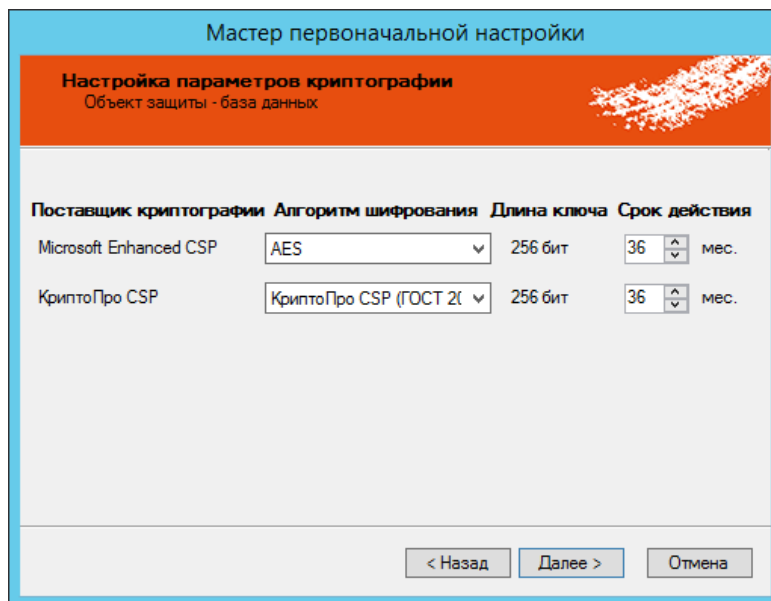 Мастер первоначальной настройки
Настройка параметров криптографии
Объект защиты - база данных
Поставщик криптографии Алгоритм шифрования Длина ключа Срок действия
Microsoft Enhanced CSP AES 256 бит 36 мес.
КриптоПро CSP КриптоПро CSP (ГОСТ 20 256 бит 36 мес.
< Назад Далее > Отмена